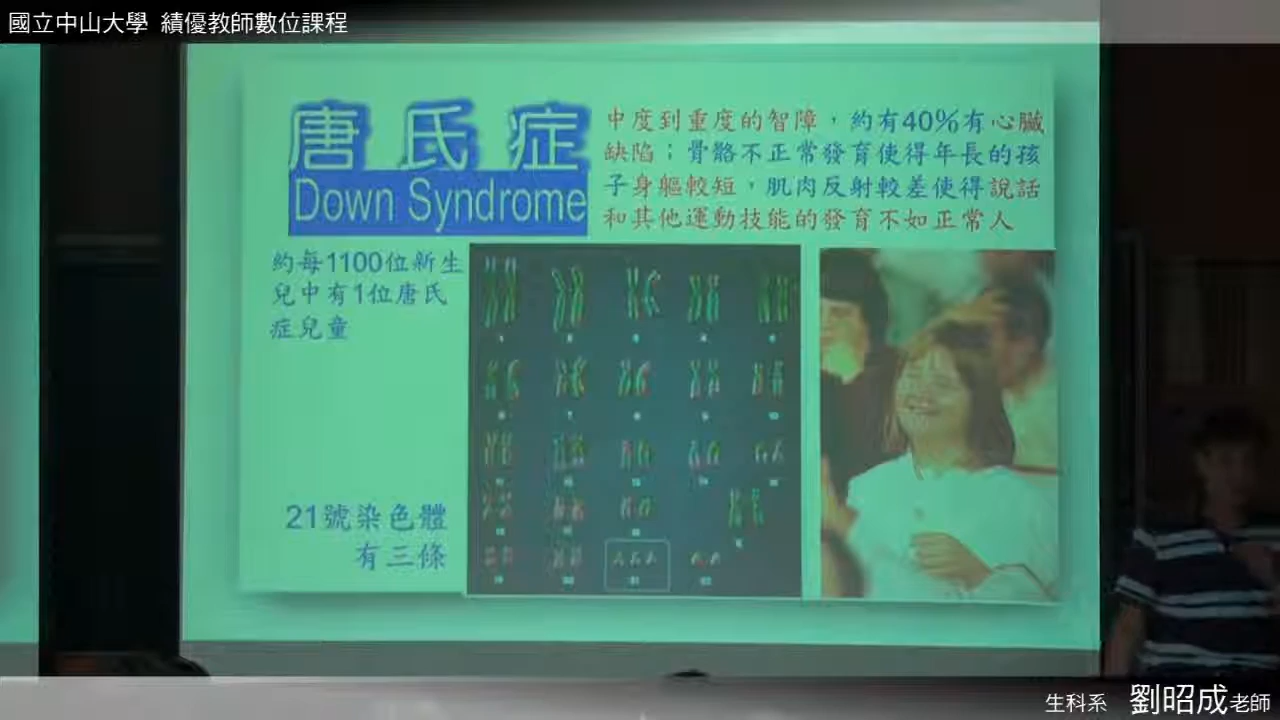 國立中山大學 績優教師數位課程
唐氏症
Down Syndrome
中度到重度的智障，約有40%有心臟
缺陷；骨骼不正常發育使得年長的孩
子身軀較短，肌肉反射較差使得說話
和其他運動技能的發育不如正常人
約每1100位新生
兒中有1位唐氏
症兒童
21號染色體
有三條
生科系 劉昭成老師